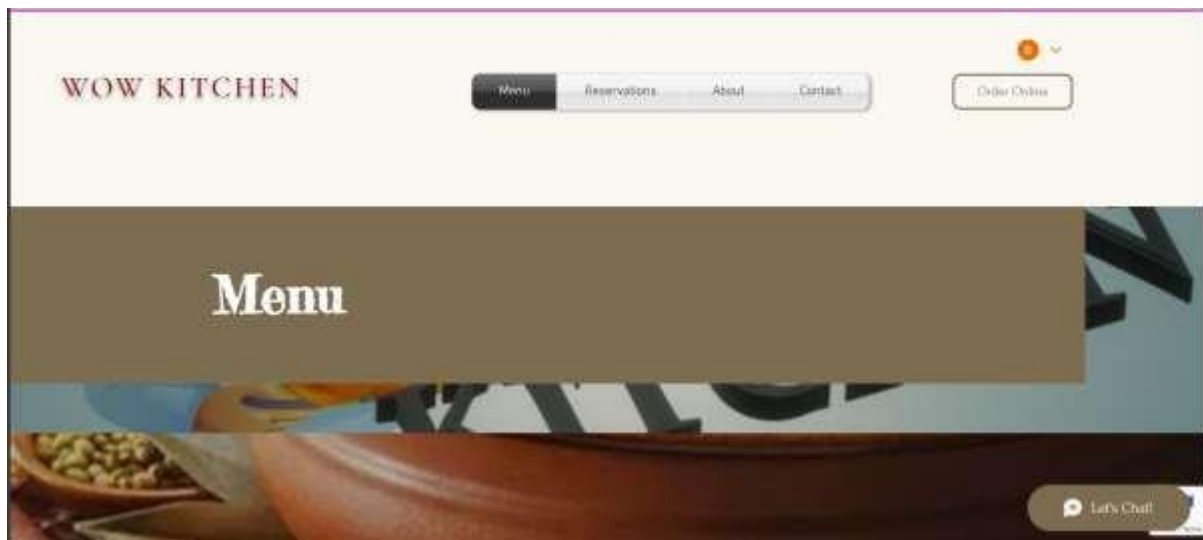 WOW KITCHEN
Menu
Reservations
About
Contact
Order Online
Menu
Let's Chat!